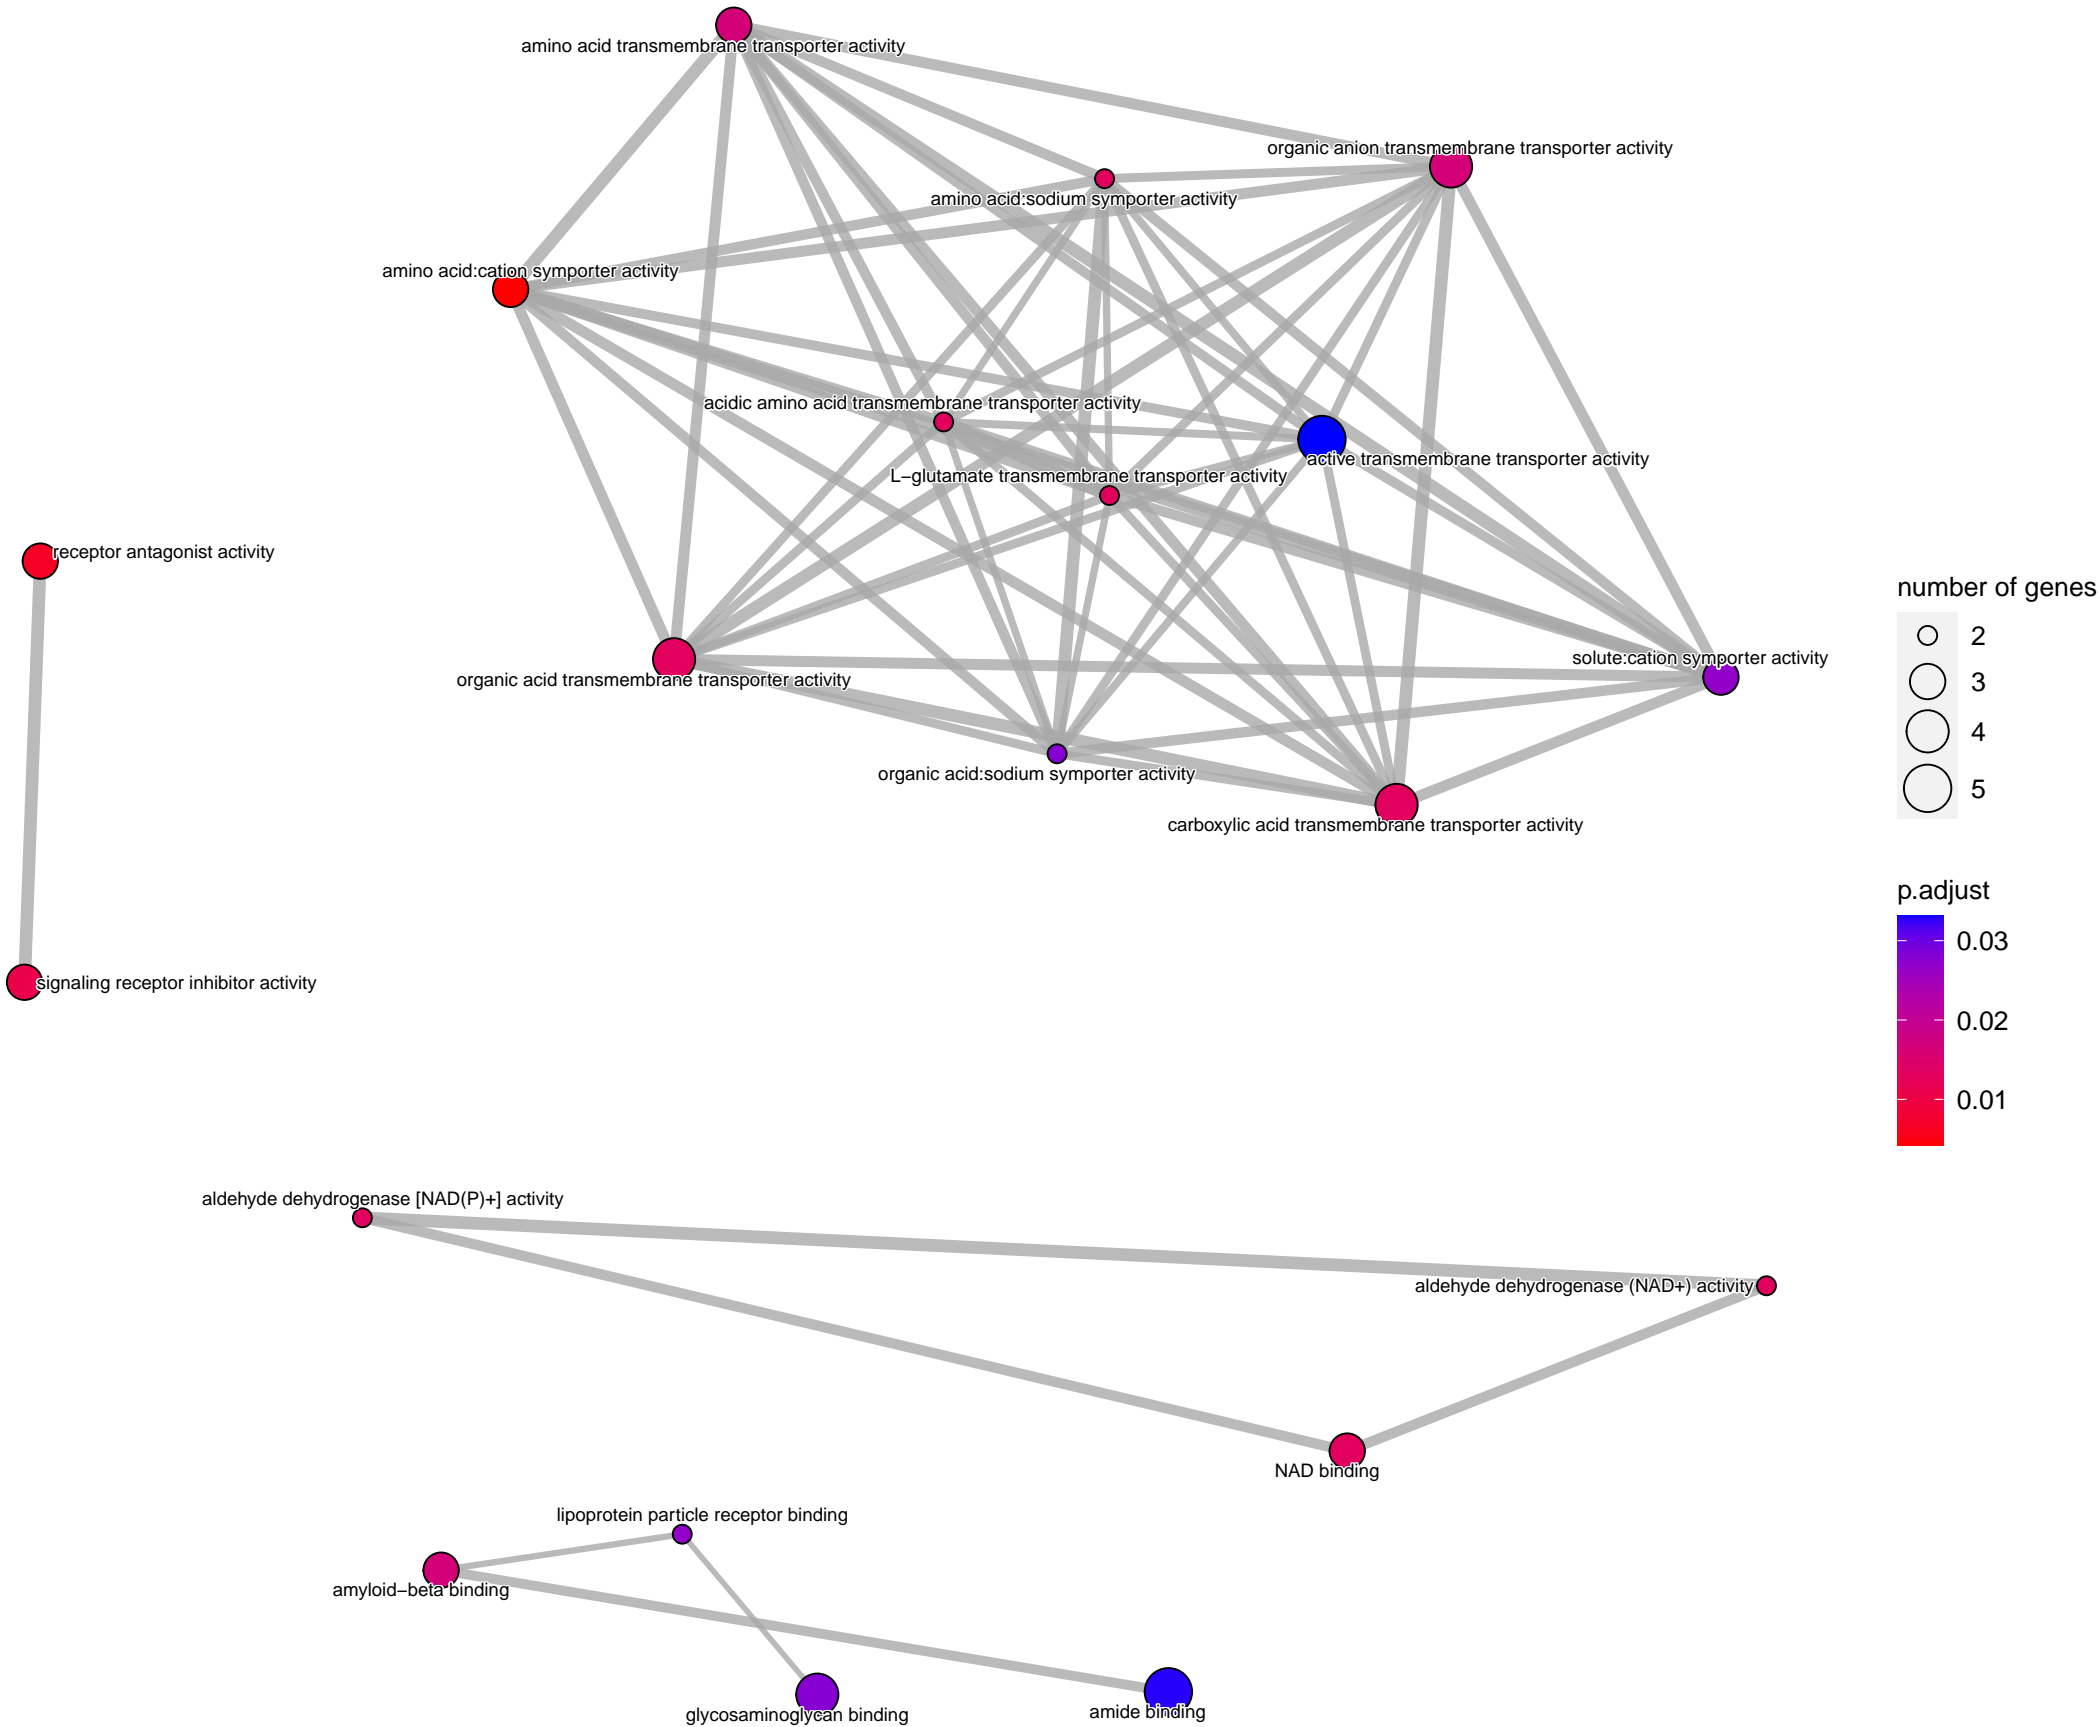 amino acid transmembrane transporter activity
organic anion transmembrane transporter activity
amino acid:sodium symporter activity
amino acid:cation symporter activity
acidic amino acid transmembrane transporter activity
active transmembrane transporter activity
L−glutamate transmembrane transporter activity
receptor antagonist activity
solute:cation symporter activity
organic acid transmembrane transporter activity
organic acid:sodium symporter activity
carboxylic acid transmembrane transporter activity
signaling receptor inhibitor activity
number of genes
2
3
4
5
p.adjust
0.03
0.02
0.01
aldehyde dehydrogenase [NAD(P)+] activity
aldehyde dehydrogenase (NAD+) activity
NAD binding
lipoprotein particle receptor binding
amyloid−beta binding
glycosaminoglycan binding
amide binding